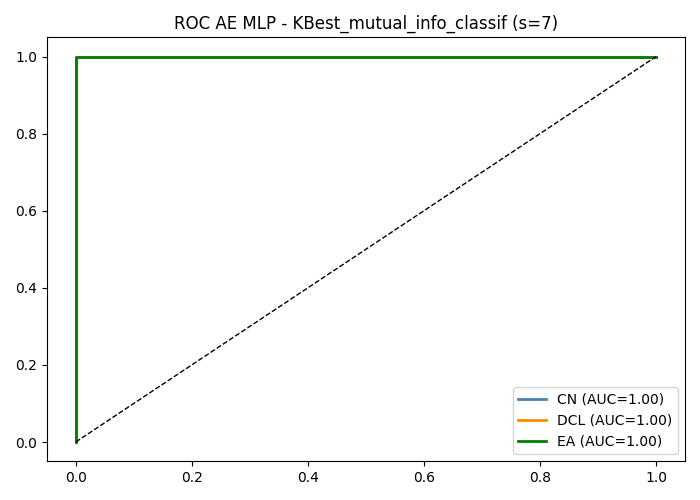 ROC AE MLP - KBest_mutual_info_classif (s=7)
1.0
0.8
0.6
0.4
0.2
0.0
CN (AUC=1.00)
DCL (AUC=1.00)
EA (AUC=1.00)
0.0 0.2 0.4 0.6 0.8 1.0